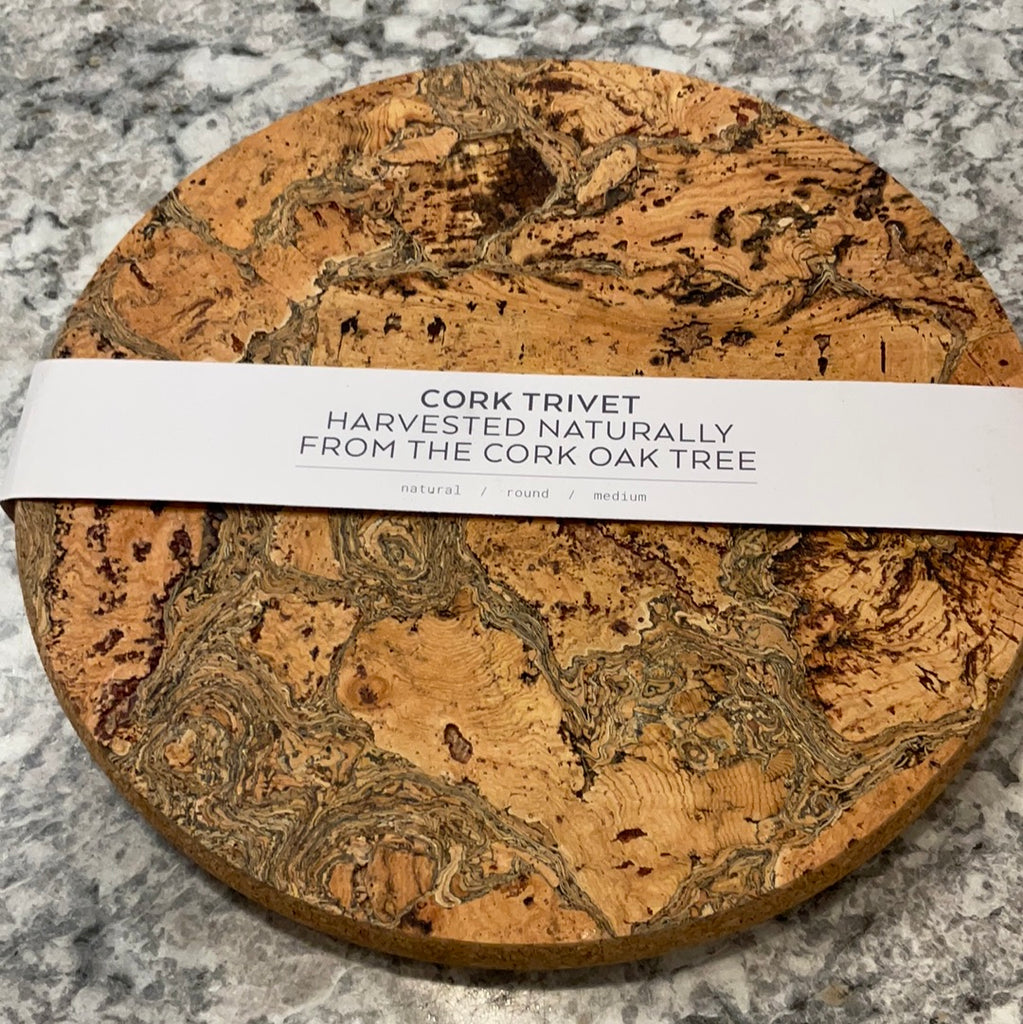 CORK TRIVET
HARVESTED NATURALLY
FROM THE CORK OAK TREE
natural / round / medium